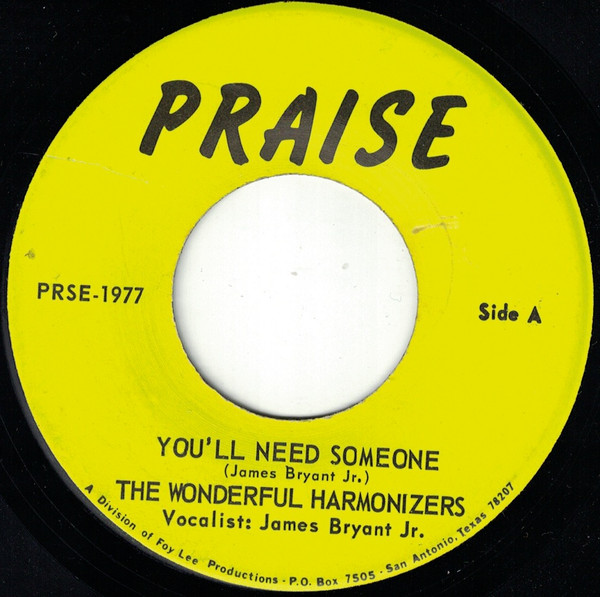 PRAISE
PRSE-1977
Side A
YOU'LL NEED SOMEONE
(James Bryant Jr.)
THE WONDERFUL HARMONIZERS
Vocalist: James Bryant Jr.
A Division of Foy Lee Productions - P.O. Box 7505 - San Antonio, Texas 78207